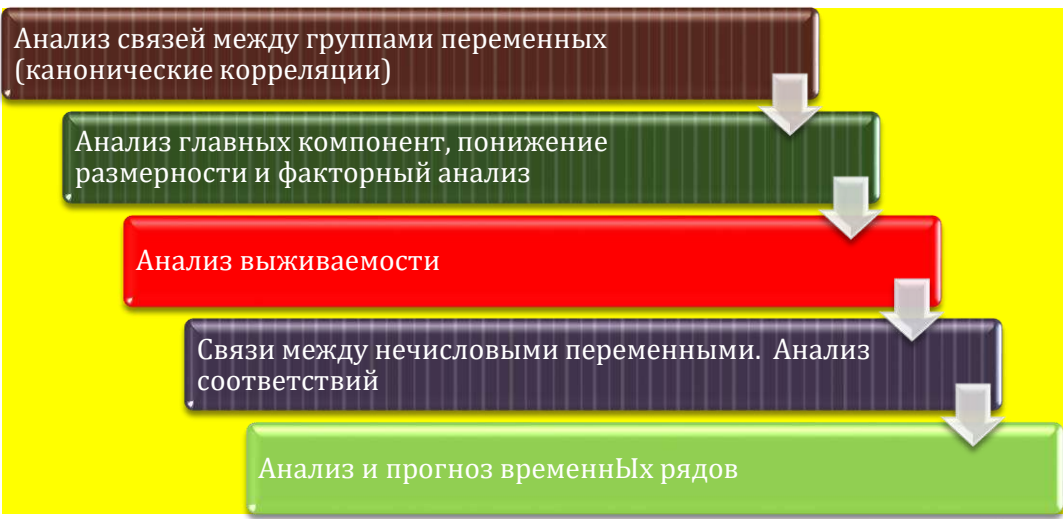 Анализ связей между группами переменных
(канонические корреляции)
Анализ главных компонент, понижение
размерности и факторный анализ
Анализ выживаемости
Связи между нечисловыми переменными.  Анализ
соответствий
Анализ и прогноз временнЫх рядов